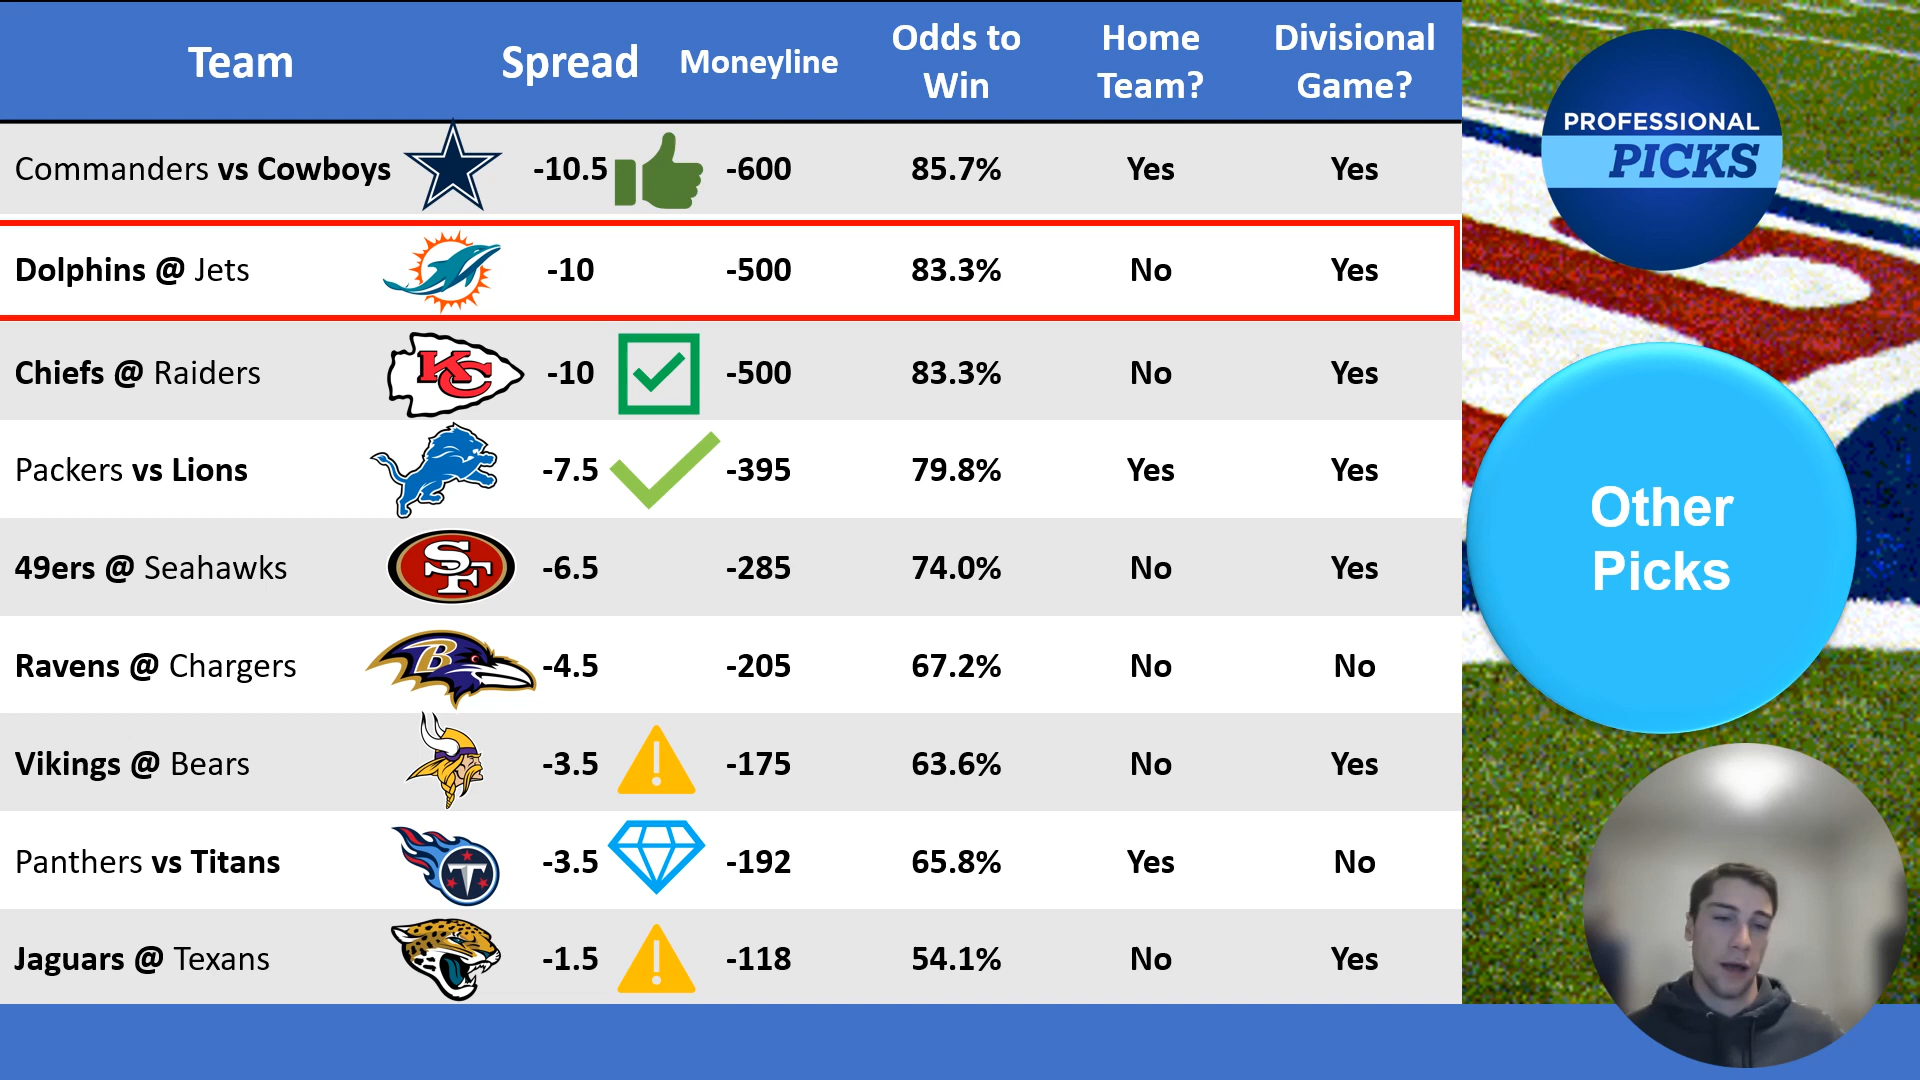 Team Spread Moneyline Odds to Win Home Team? Divisional Game?
Commanders vs Cowboys -10.5 -600 85.7% Yes Yes
Dolphins @ Jets -10 -500 83.3% No Yes
Chiefs @ Raiders KC -10 -500 83.3% No Yes
Packers vs Lions -7.5 -395 79.8% Yes Yes
49ers @ Seahawks SF -6.5 -285 74.0% No Yes
Ravens @ Chargers B -4.5 -205 67.2% No No
Vikings @ Bears -3.5 -175 63.6% No Yes
Panthers vs Titans T -3.5 -192 65.8% Yes No
Jaguars @ Texans -1.5 -118 54.1% No Yes
PROFESSIONAL
PICKS
Other
Picks